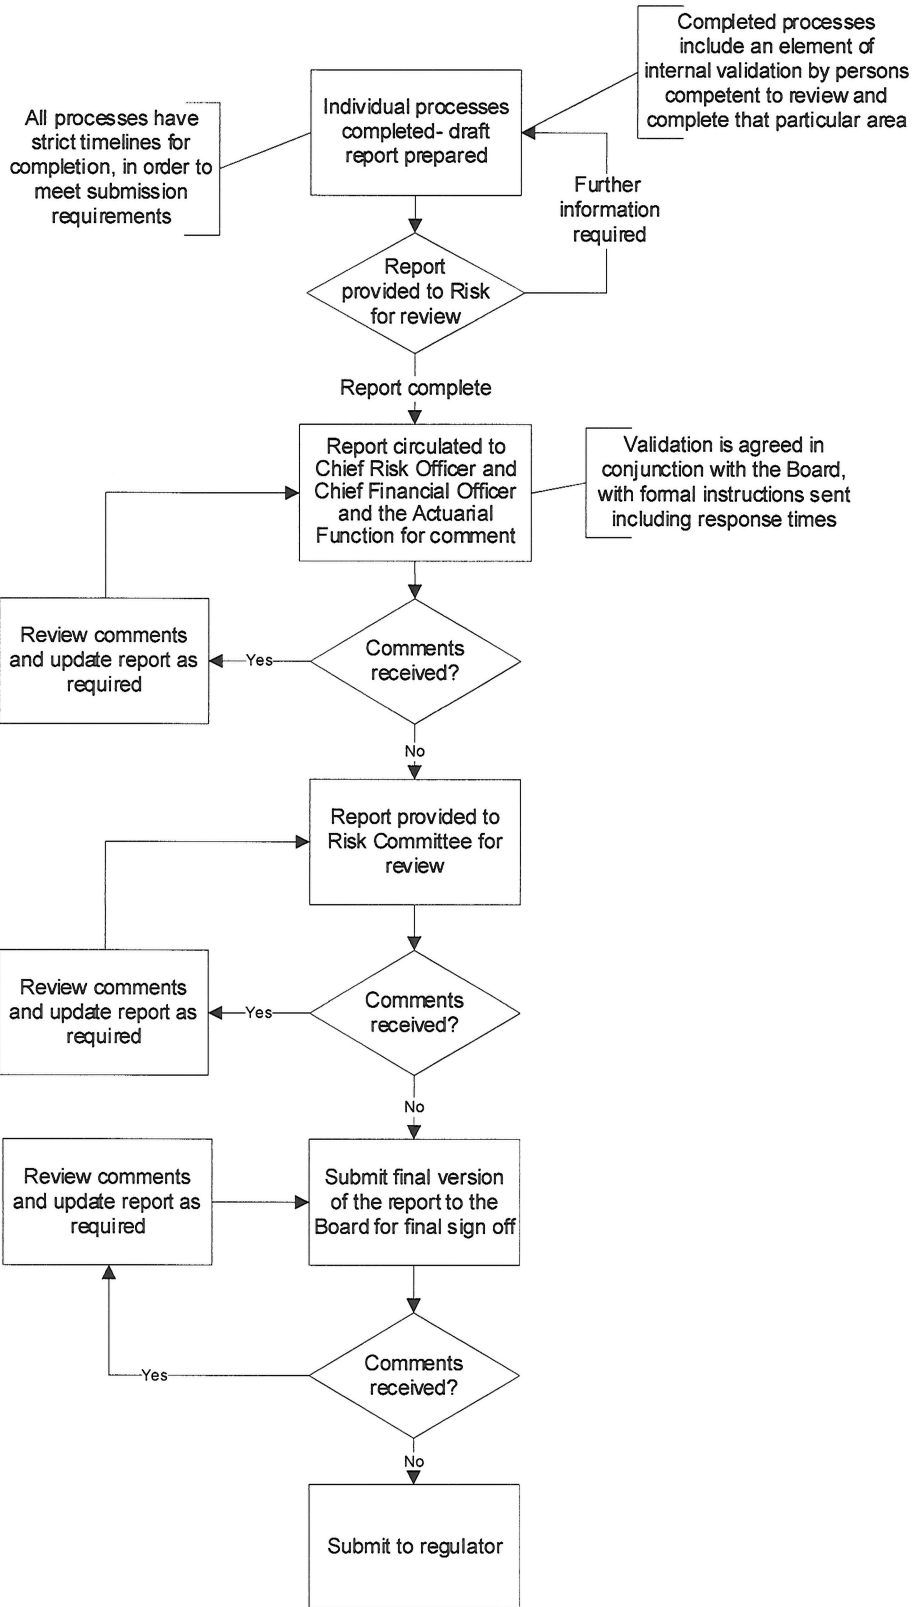 Completed processes
include an element of
internal validation by persons
competent to review and
complete that particular area
All processes have
strict timelines for
completion, in order to
meet submission
requirements
Individual processes
completed- draft
report prepared
Further
information
required
Report
provided to Risk
for review
Report complete
Report circulated to
Chief Risk Officer and
Chief Financial Officer
and the Actuarial
Function for comment
Validation is agreed in
conjunction with the Board,
with formal instructions sent
including response times
Review comments
and update report as
required
Yes
Comments
received?
No
Report provided to
Risk Committee for
review
Review comments
and update report as
required
Yes
Comments
received?
No
Review comments
and update report as
required
Submit final version
of the report to the
Board for final sign off
Yes
Comments
received?
No
Submit to regulator